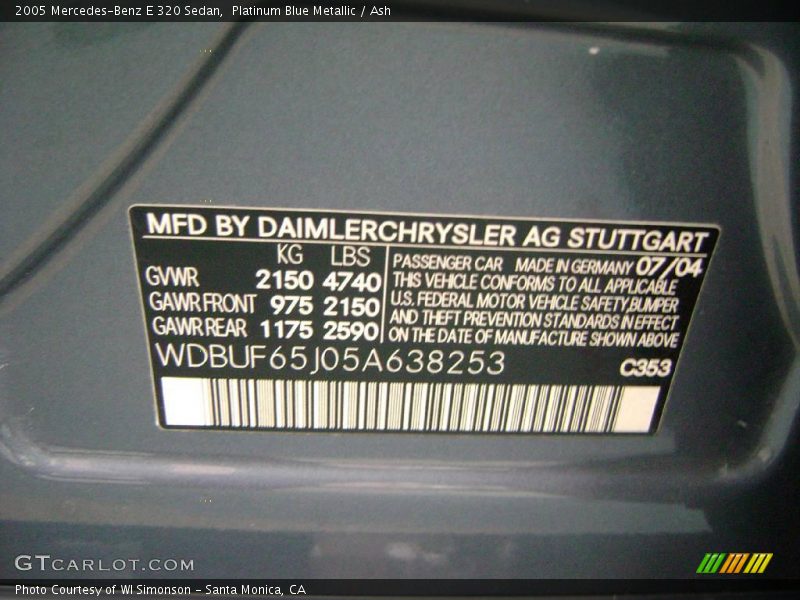 2005 Mercedes-Benz E 320 Sedan, Platinum Blue Metallic / Ash
MFD BY DAIMLERCHRYSLER AG STUTTGART
KG LBS
GVWR 2150 4740
GAWR FRONT 975 2150
GAWR REAR 1175 2590
PASSENGER CAR MADE IN GERMANY 07/04
THIS VEHICLE CONFORMS TO ALL APPLICABLE
U.S. FEDERAL MOTOR VEHICLE SAFETY BUMPER
AND THEFT PREVENTION STANDARDS IN EFFECT
ON THE DATE OF MANUFACTURE SHOWN ABOVE
WDBUF65J05A638253
C353
GTCARLOT.COM
Photo Courtesy of WI Simonson - Santa Monica, CA